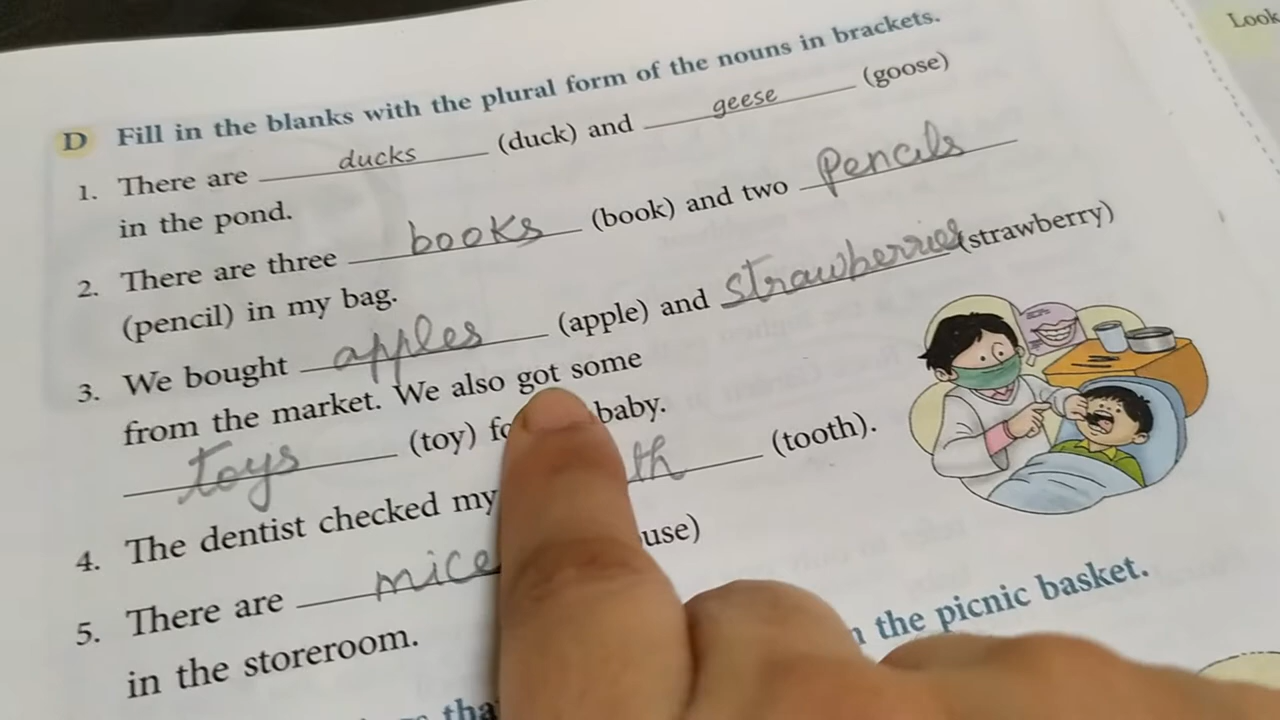 Look
D Fill in the blanks with the plural form of the nouns in brackets.
1. There are ducks (duck) and geese (goose)
in the pond.
2. There are three books (book) and two Pencils
(pencil) in my bag.
3. We bought apples (apple) and strawberries (strawberry)
from the market. We also got some
toys (toy) baby.
4. The dentist checked my th (tooth).
5. There are mice use)
in the storeroom.
the picnic basket.
tha